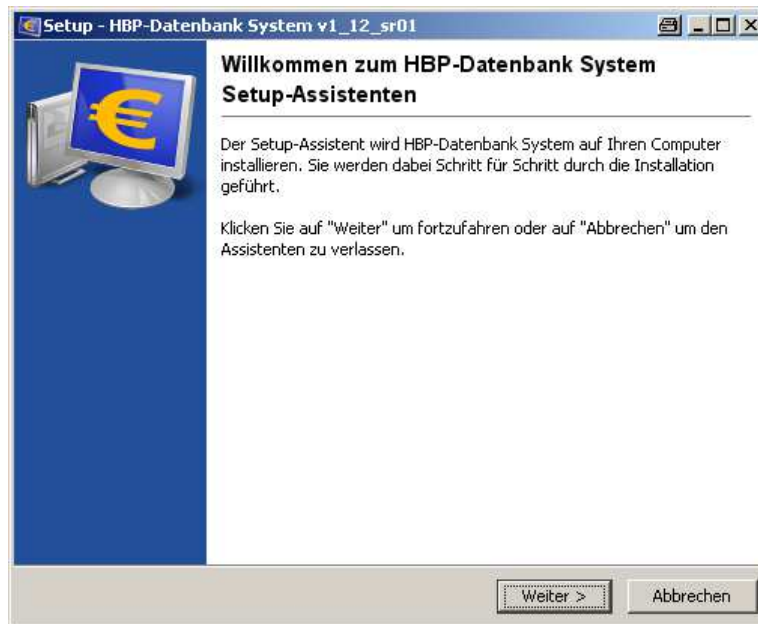 Setup - HBP-Datenbank System v1_12_sr01
Willkommen zum HBP-Datenbank System
Setup-Assistenten
Der Setup-Assistent wird HBP-Datenbank System auf Ihren Computer
installieren. Sie werden dabei Schritt für Schritt durch die Installation
geführt.
Klicken Sie auf "Weiter" um fortzufahren oder auf "Abbrechen" um den
Assistenten zu verlassen.
Weiter >
Abbrechen